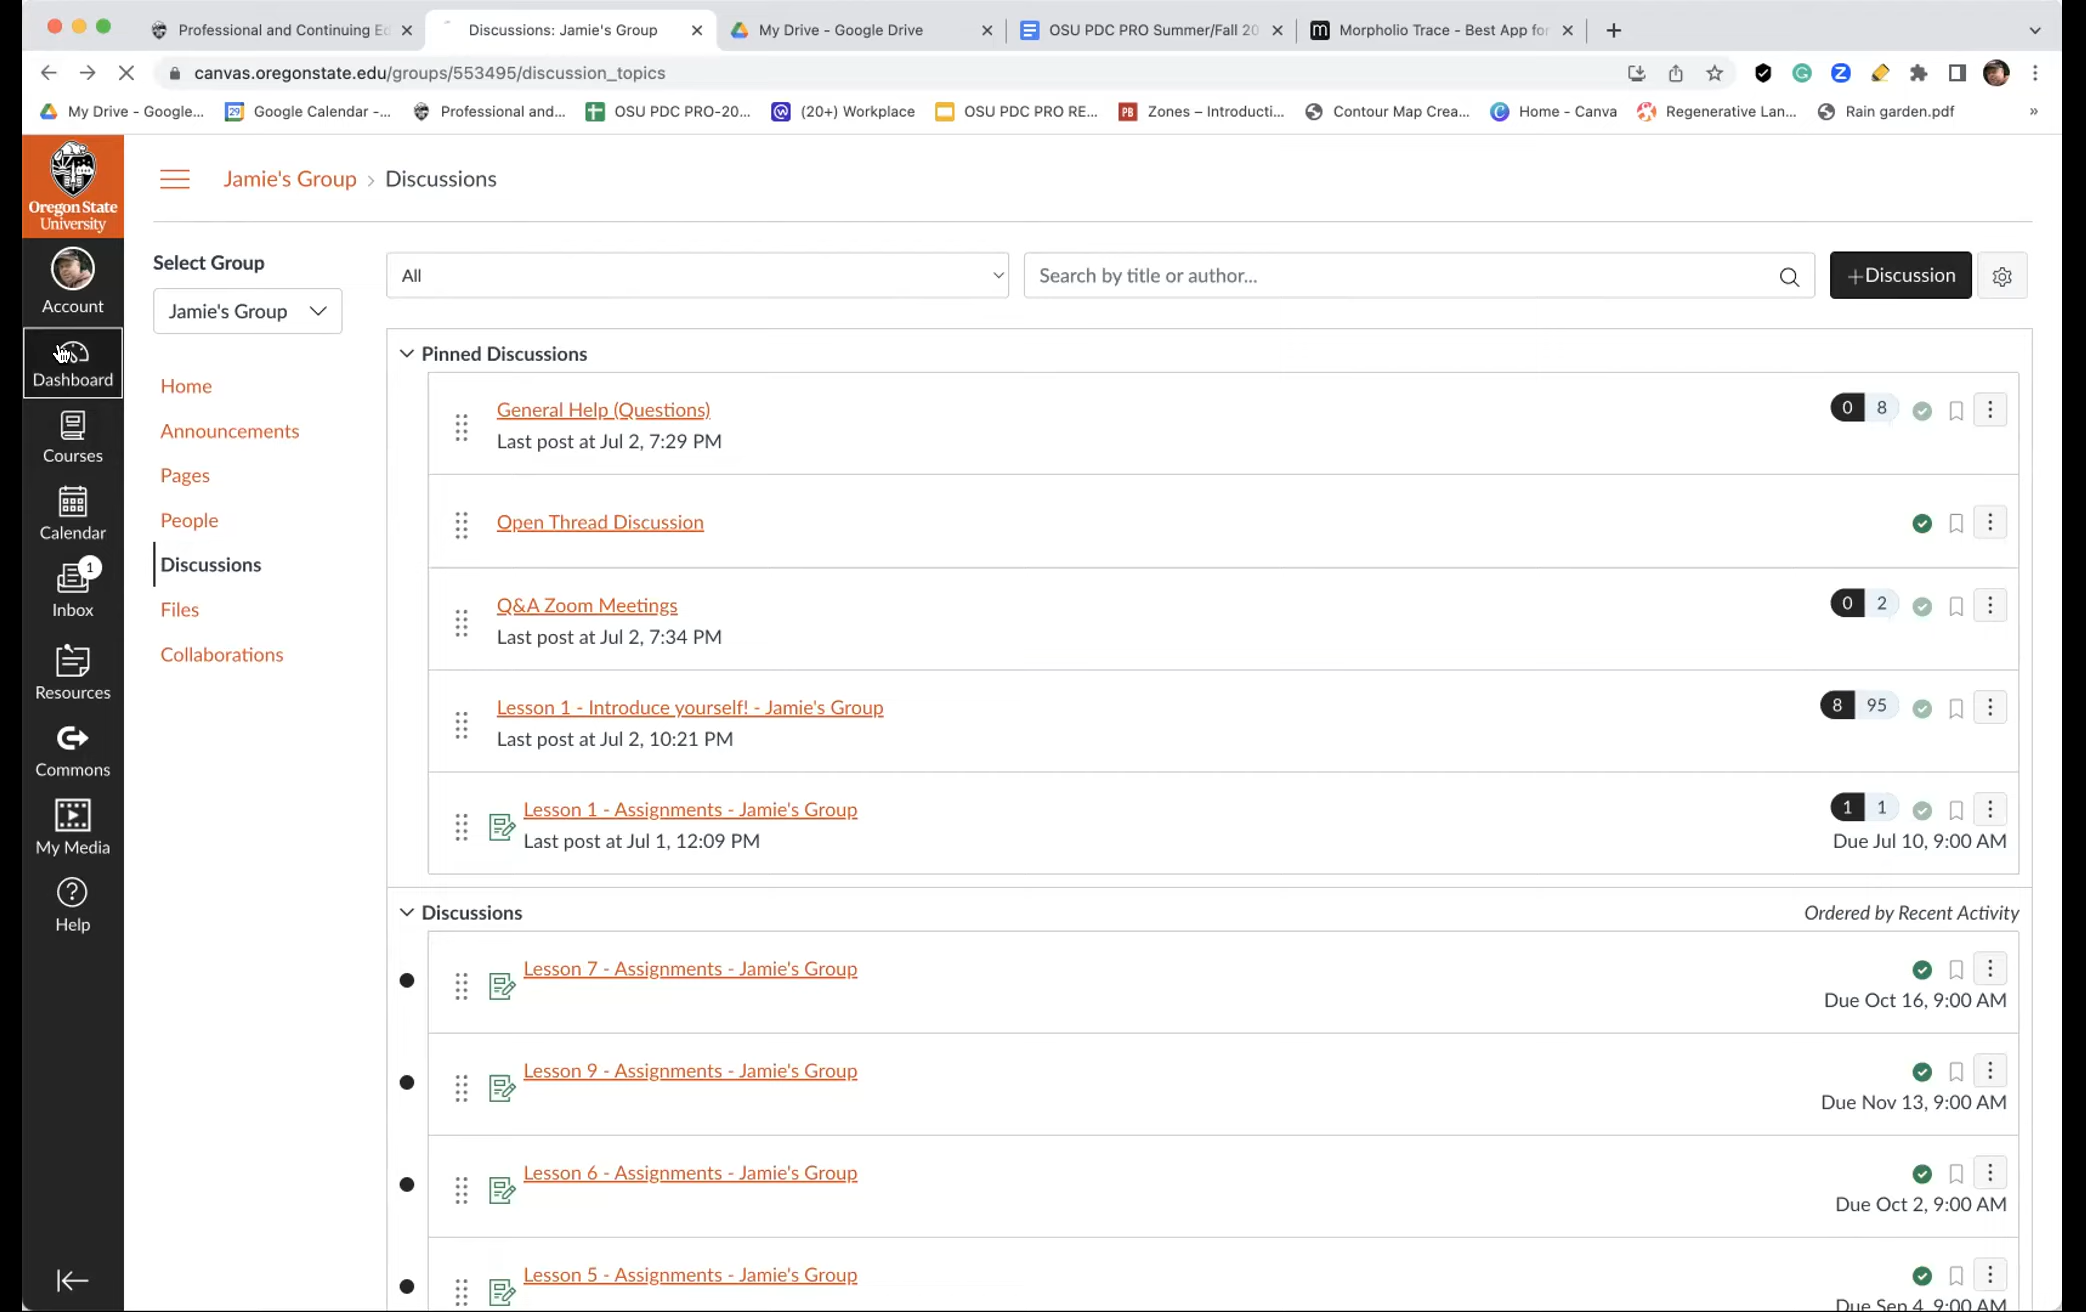 Professional and Continuing Ed
Discussions: Jamie's Group
My Drive - Google Drive
OSU PDC PRO Summer/Fall 20
Morpholio Trace - Best App for
canvas.oregonstate.edu/groups/553495/discussion_topics
My Drive - Google...
Google Calendar -...
Professional and...
OSU PDC PRO-20...
(20+) Workplace
OSU PDC PRO RE...
Zones – Introducti...
Contour Map Crea...
Home - Canva
Regenerative Lan...
Rain garden.pdf
»
Oregon State
University
Account
Dashboard
Courses
Calendar
1
Inbox
Resources
Commons
My Media
Help
Jamie's Group › Discussions
Select Group
Jamie's Group
Home
Announcements
Pages
People
Discussions
Files
Collaborations
All
Search by title or author...
+Discussion
Pinned Discussions
General Help (Questions)
0 8
Last post at Jul 2, 7:29 PM
Open Thread Discussion
Q&A Zoom Meetings
0 2
Last post at Jul 2, 7:34 PM
Lesson 1 - Introduce yourself! - Jamie's Group
8 95
Last post at Jul 2, 10:21 PM
Lesson 1 - Assignments - Jamie's Group
1 1
Last post at Jul 1, 12:09 PM
Due Jul 10, 9:00 AM
Discussions
Ordered by Recent Activity
Lesson 7 - Assignments - Jamie's Group
Due Oct 16, 9:00 AM
Lesson 9 - Assignments - Jamie's Group
Due Nov 13, 9:00 AM
Lesson 6 - Assignments - Jamie's Group
Due Oct 2, 9:00 AM
Lesson 5 - Assignments - Jamie's Group
Due Sep 4, 9:00 AM